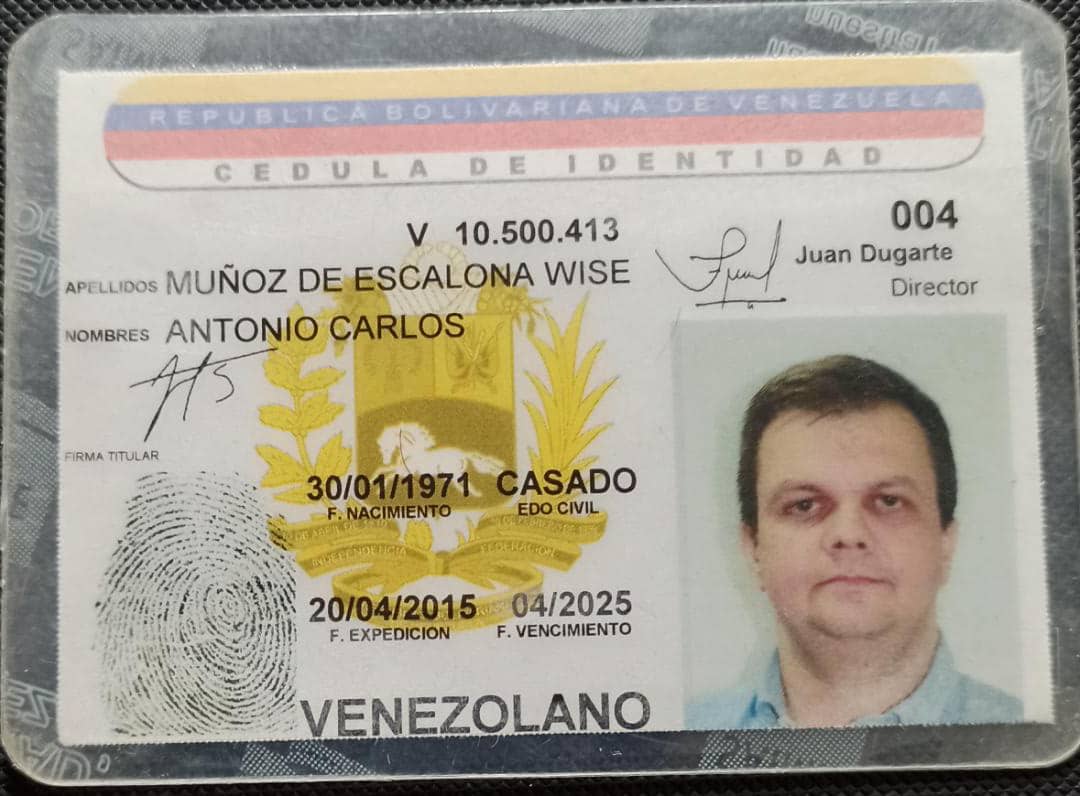 REPUBLICA BOLIVARIANA DE VENEZUELA
CEDULA DE IDENTIDAD
V 10.500.413
004
Juan Dugarte
Director
APELLIDOS MUÑOZ DE ESCALONA WISE
NOMBRES ANTONIO CARLOS
FIRMA TITULAR
30/01/1971 CASADO
F. NACIMIENTO EDO CIVIL
INDEPENDENCIA FEDERACION
20/04/2015 04/2025
F. EXPEDICION F. VENCIMIENTO
VENEZOLANO